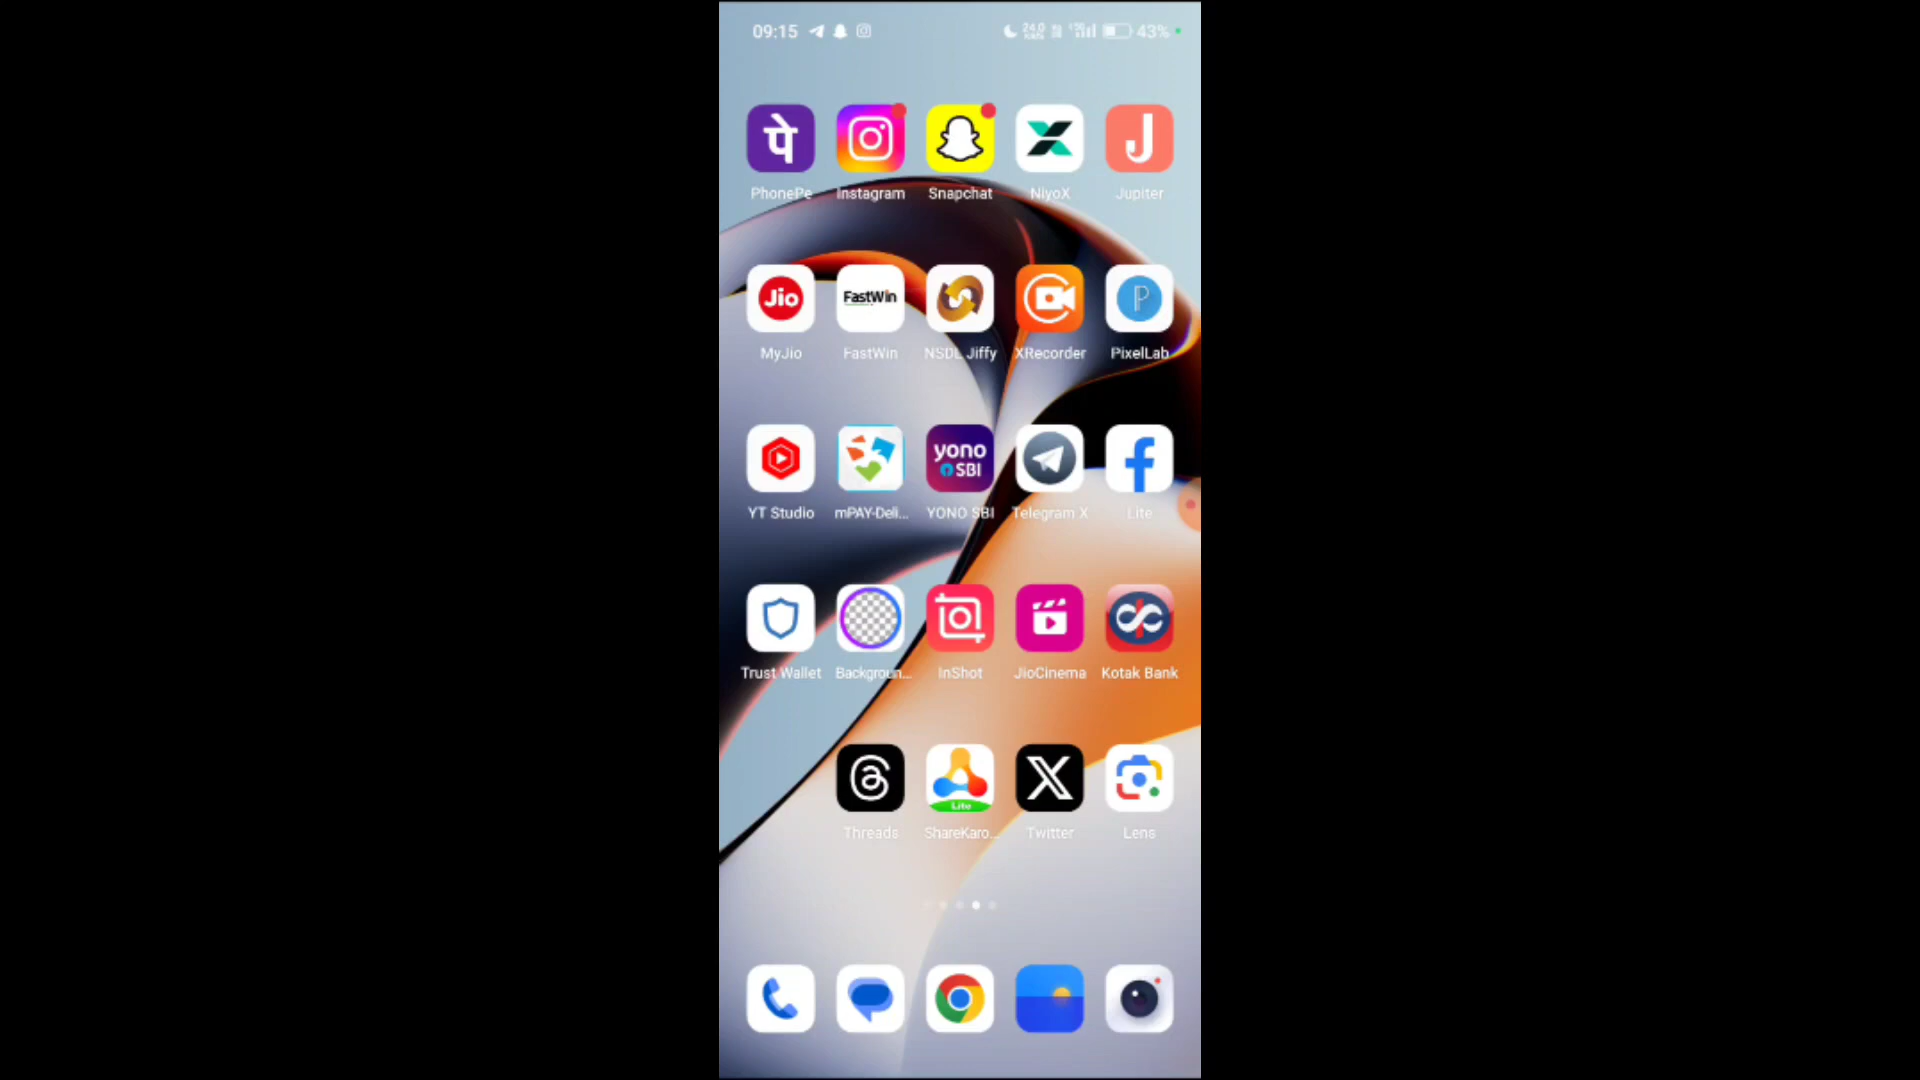 09:15 24.0 43%
पे J
PhonePe Instagram Snapchat NiyoX Jupiter
Jio FastWin P
MyJio FastWin NSDL Jiffy XRecorder PixelLab
yono
SBI
YT Studio mPAY-Deli... YONO SBI Telegram X Lite
Trust Wallet Backgroun... InShot JioCinema Kotak Bank
Lite
Threads ShareKaro... Twitter Lens